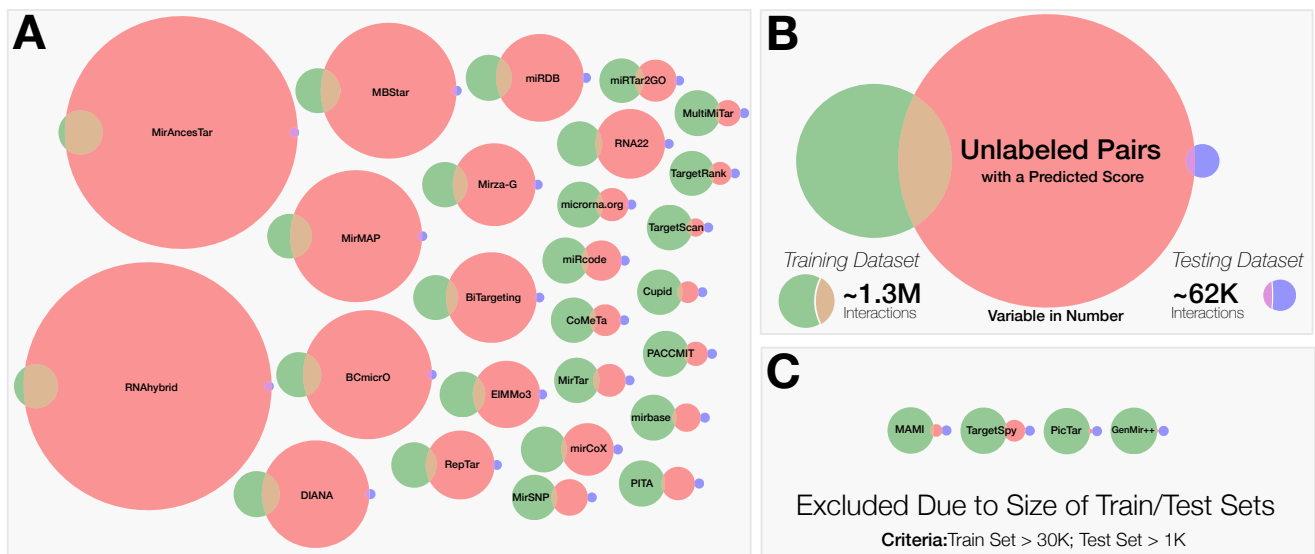 A
MirAncesTar
MBStar
miRDB
miRTar2GO
MultiMiTar
RNA22
Mirza-G
TargetRank
microrna.org
TargetScan
MirMAP
miRcode
BiTargeting
Cupid
CoMeTa
PACCMIT
RNAhybrid
BCmicrO
EIMMo3
MirTar
mirbase
mirCoX
RepTar
DIANA
MirSNP
PITA
B
Unlabeled Pairs
with a Predicted Score
Training Dataset
~1.3M
Interactions
Variable in Number
Testing Dataset
~62K
Interactions
C
MAMI
TargetSpy
PicTar
GenMir++
Excluded Due to Size of Train/Test Sets
Criteria:Train Set > 30K; Test Set > 1K